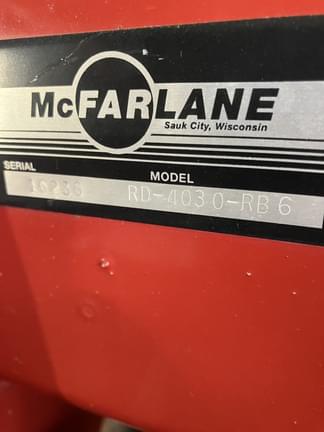 McFARLANE
Sauk City, Wisconsin
SERIAL MODEL
16236 RD-4030-RB6